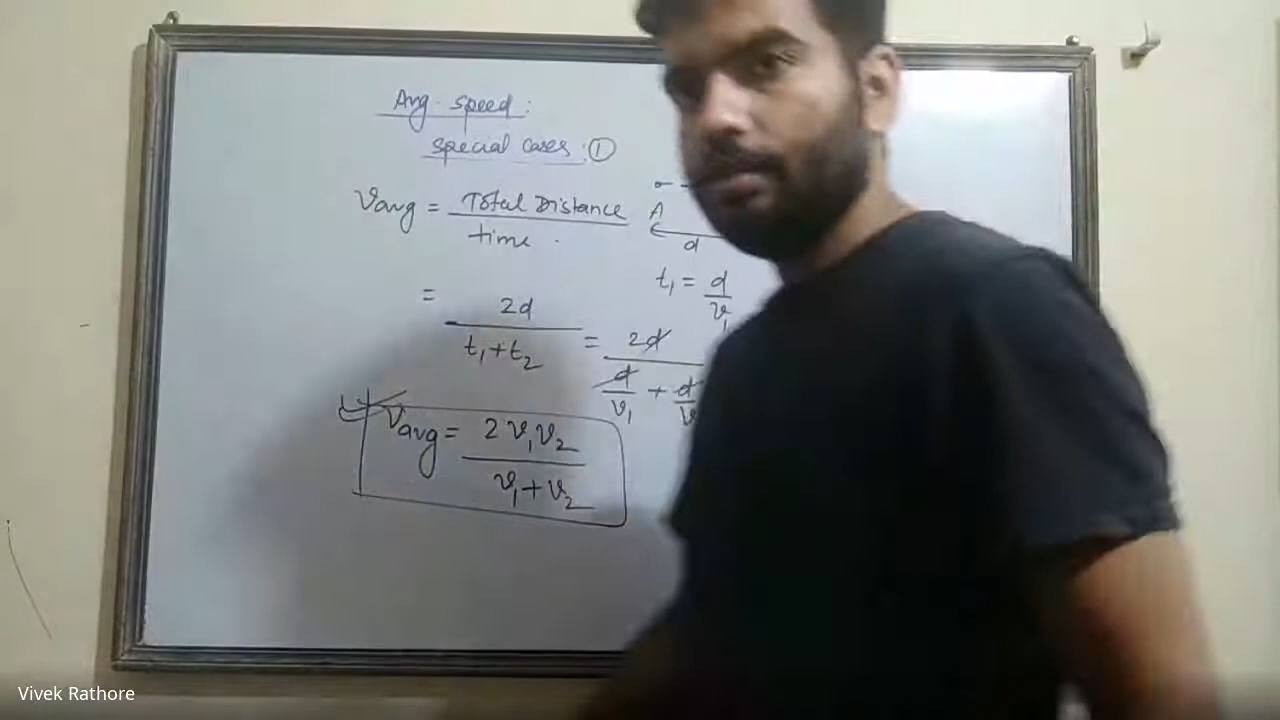 Avg. speed:
special cases: ①
Vavg = Total Distance / time.
A
d
t₁ = d/v₁
= 2d / t₁+t₂ = 2d / d/v₁ + d/v
Vavg = 2v₁v₂ / v₁+v₂
Vivek Rathore